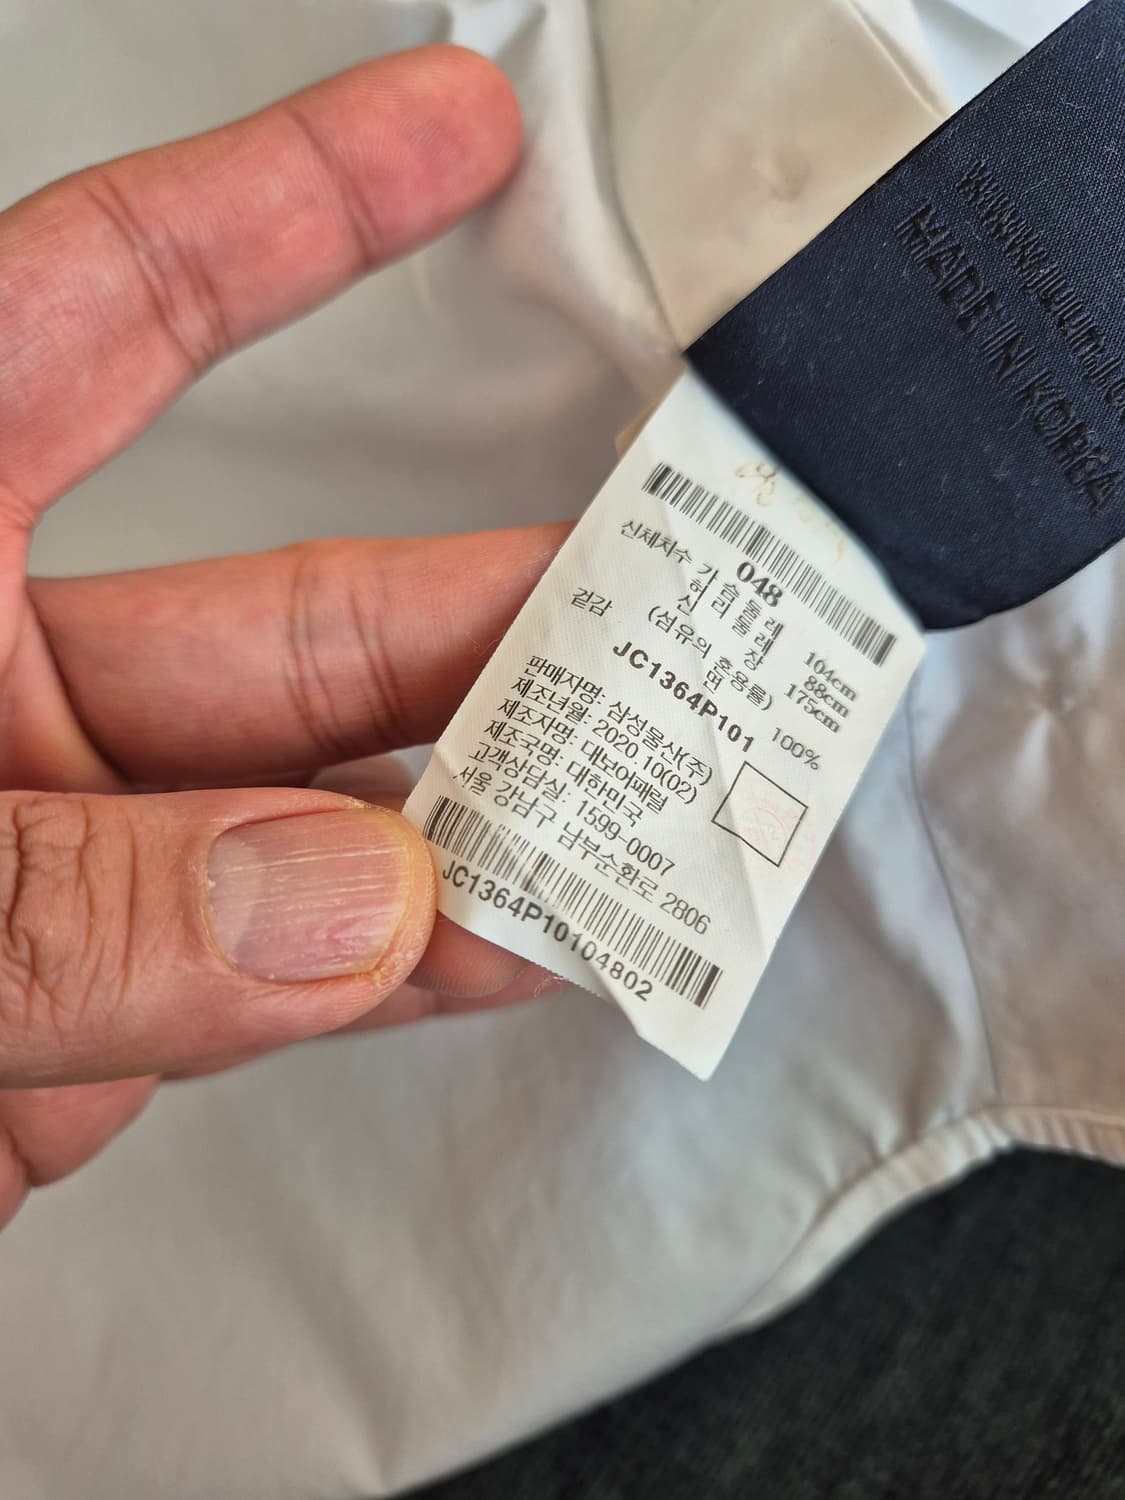 MADE IN KOREA
048
신체치수 가슴둘레 104cm
허리둘레 88cm
신장 175cm
(섬유의 혼용률)
겉감 면 100%
JC1364P101
판매자명: 삼성물산(주)
제조년월: 2020.10(02)
제조자명: 대보어패럴
제조국명: 대한민국
고객상담실: 1599-0007
서울 강남구 남부순환로 2806
JC1364P10104802